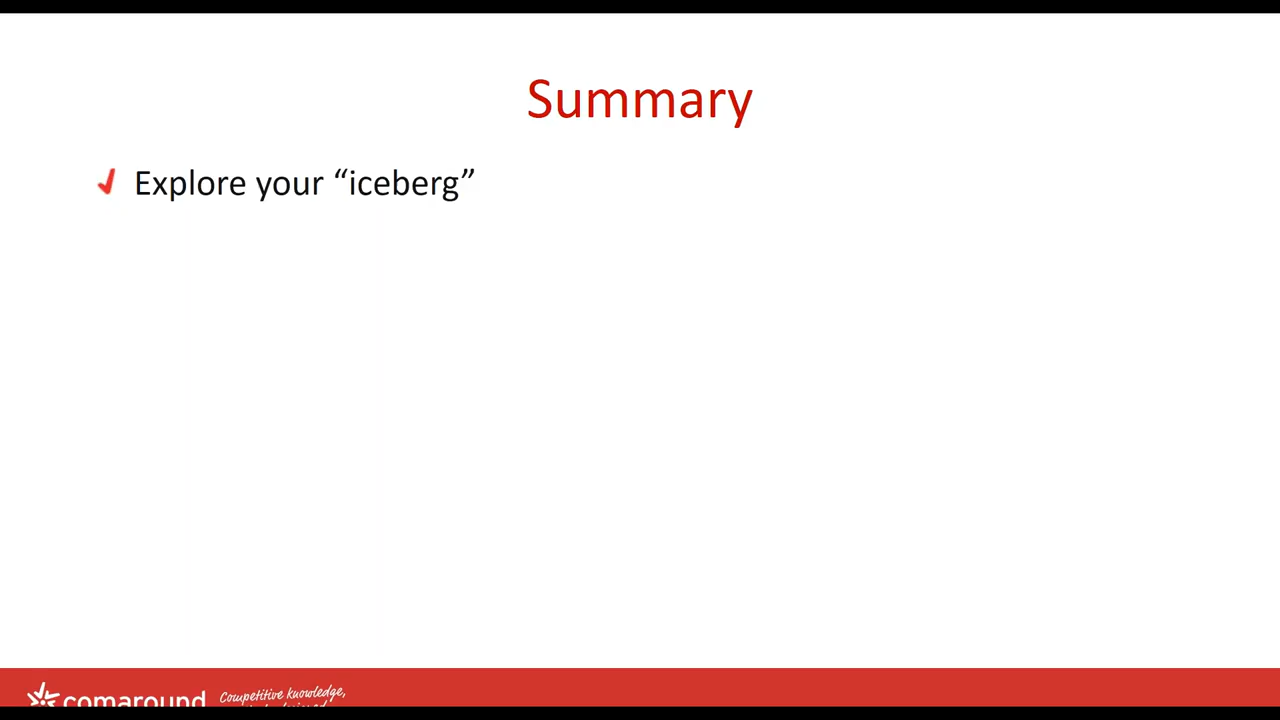 Summary
Explore your “iceberg”
comaround
Competitive knowledge,